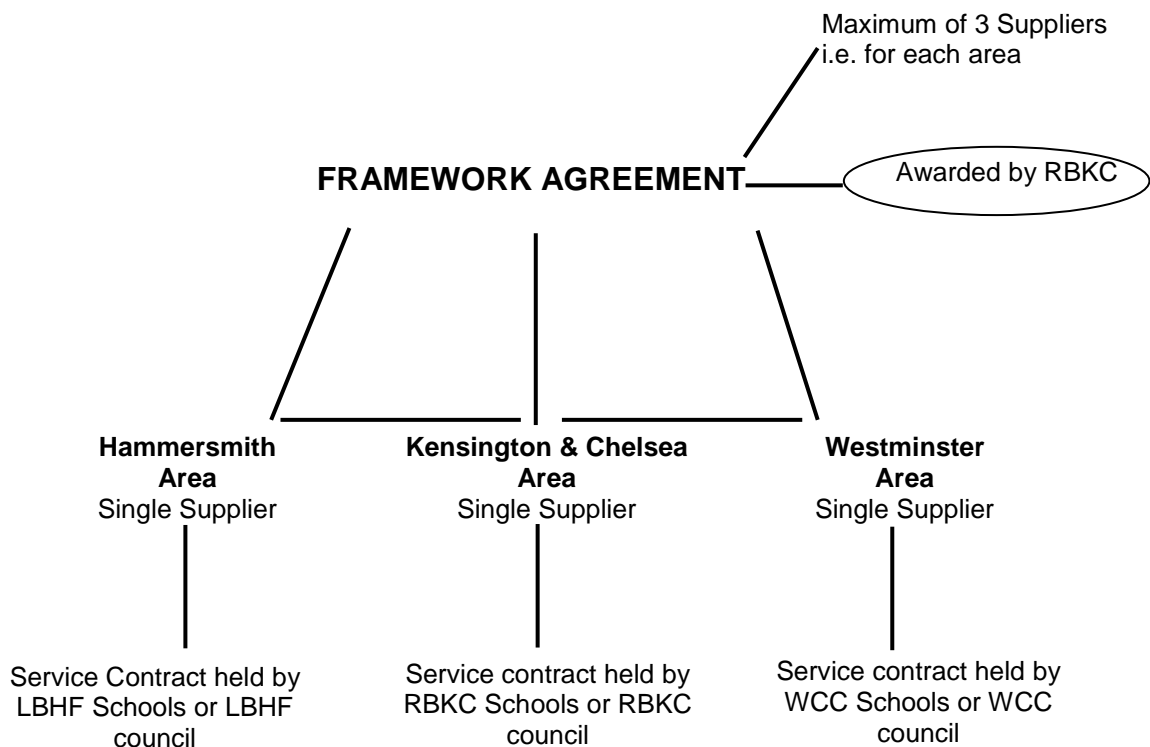 Maximum of 3 Suppliers
i.e. for each area
FRAMEWORK AGREEMENT
Awarded by RBKC
Hammersmith
Area
Single Supplier
Kensington & Chelsea
Area
Single Supplier
Westminster
Area
Single Supplier
Service Contract held by
LBHF Schools or LBHF
council
Service contract held by
RBKC Schools or RBKC
council
Service contract held by
WCC Schools or WCC
council